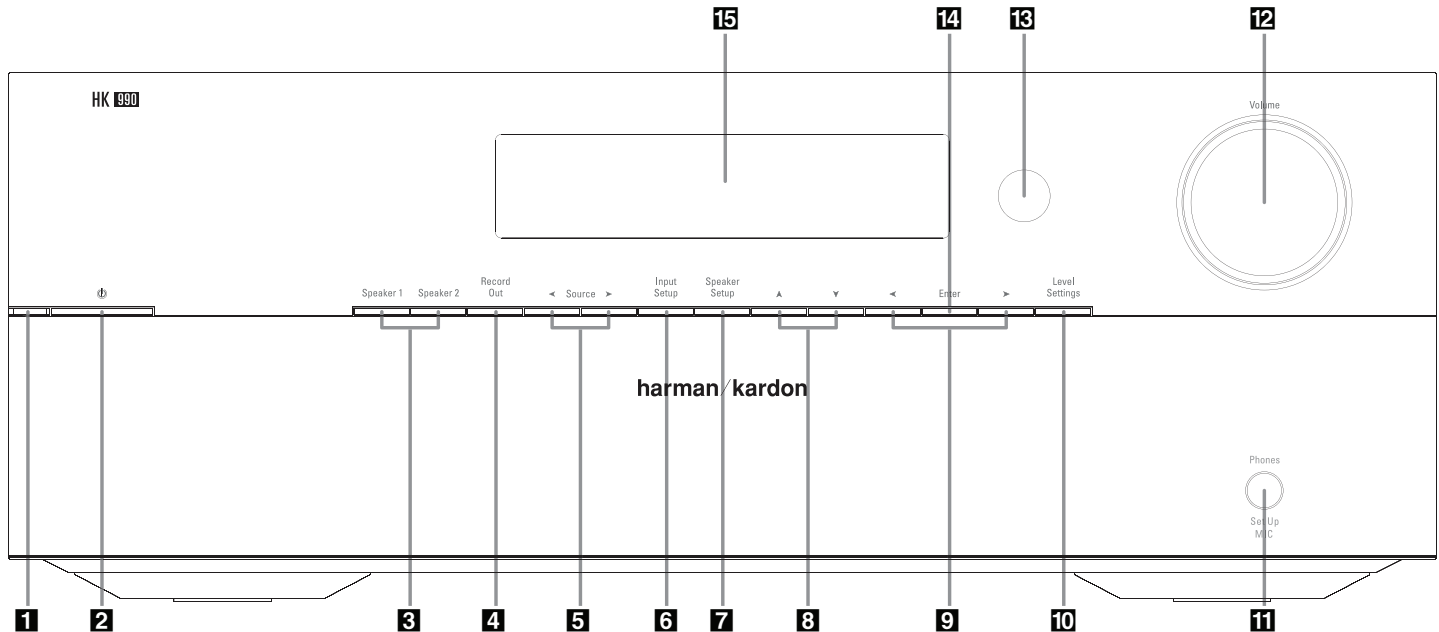 15 14 13 12
Volume
HK 990
Speaker 1 Speaker 2 Record Out ◄ Source ► Input Setup Speaker Setup ▲ ▼ ◄ Enter ► Level Settings
harman/kardon
Phones
Set Up
MIC
1 2 3 4 5 6 7 8 9 10 11